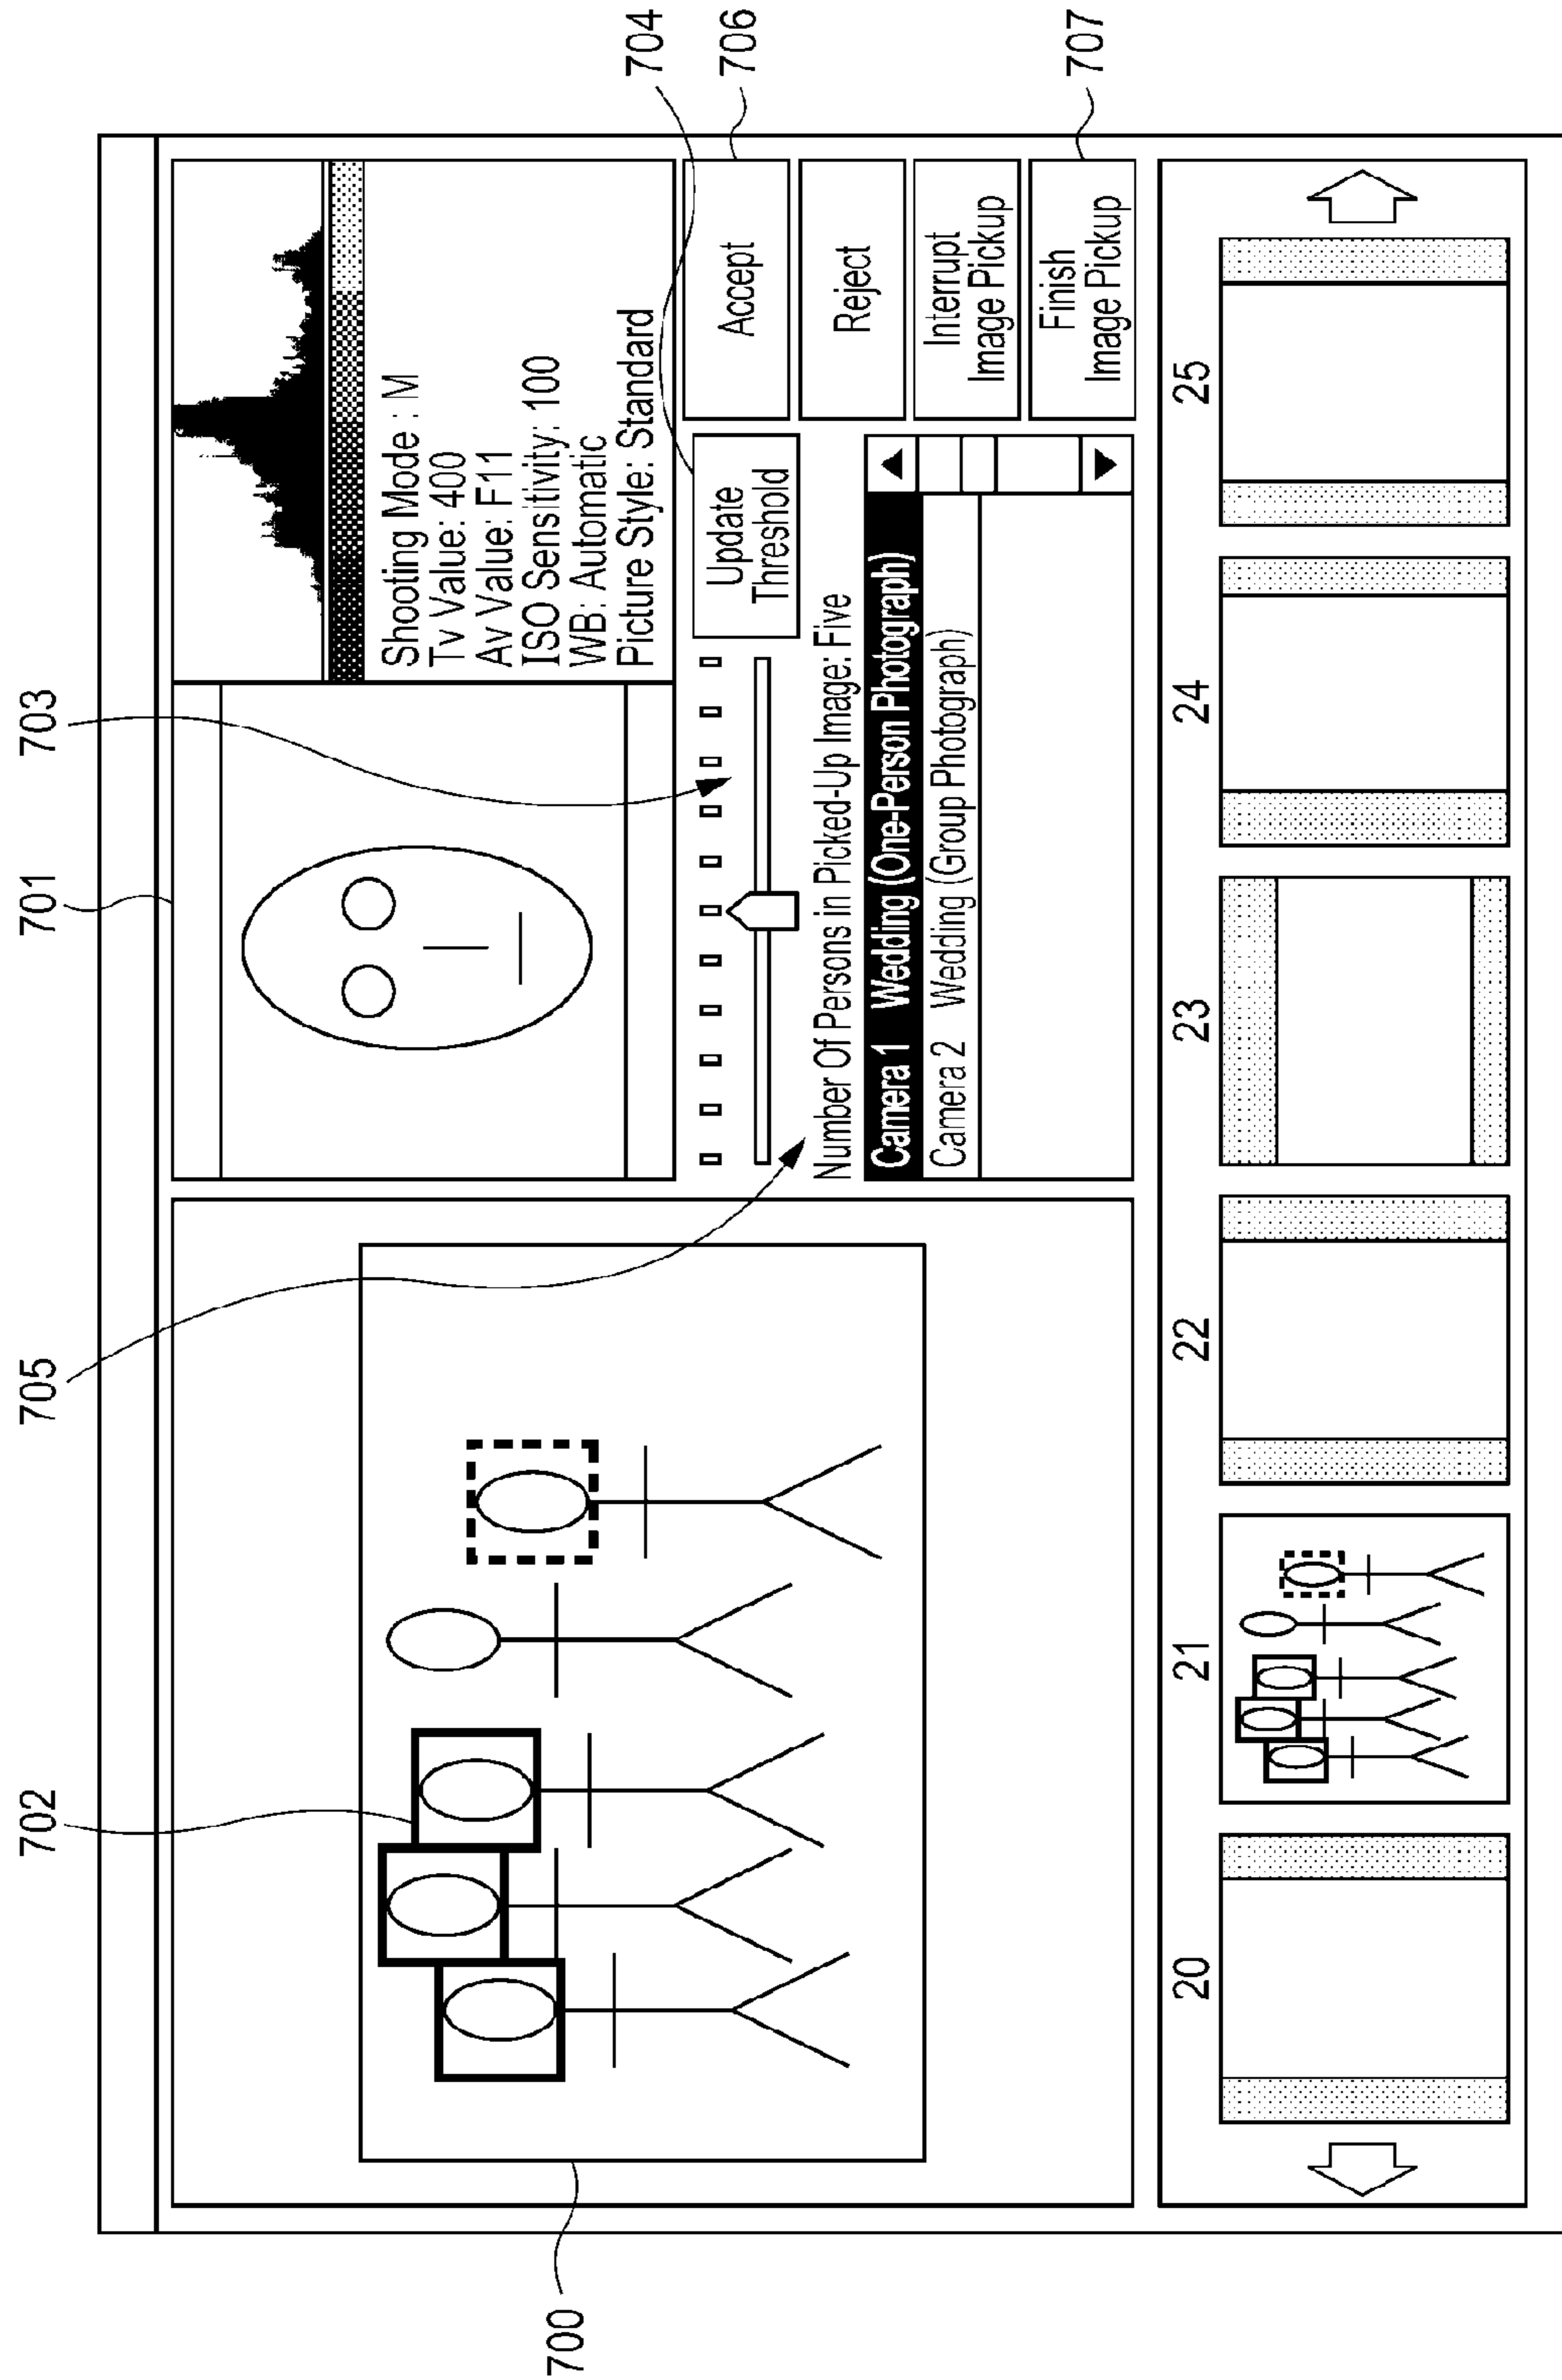 700
702
705
701
703
704
706
707
Shooting Mode : M
Tv Value: 400
Av Value: F11
ISO Sensitivity: 100
WB: Automatic
Picture Style: Standard
Update
Threshold
Number Of Persons in Picked-Up Image: Five
Camera 1 Wedding (One-Person Photograph)
Camera 2 Wedding (Group Photograph)
Accept
Reject
Interrupt
Image Pickup
Finish
Image Pickup
20
21
22
23
24
25